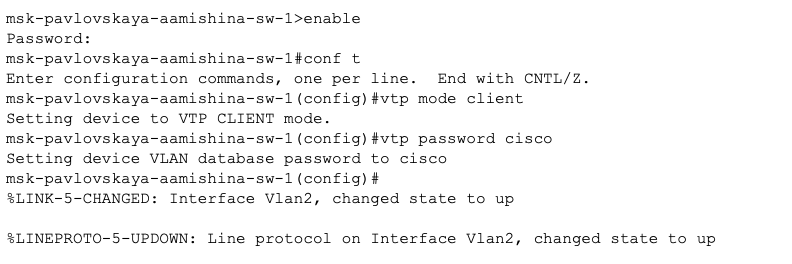 msk-pavlovskaya-aamishina-sw-1>enable
Password:
msk-pavlovskaya-aamishina-sw-1#conf t
Enter configuration commands, one per line.  End with CNTL/Z.
msk-pavlovskaya-aamishina-sw-1(config)#vtp mode client
Setting device to VTP CLIENT mode.
msk-pavlovskaya-aamishina-sw-1(config)#vtp password cisco
Setting device VLAN database password to cisco
msk-pavlovskaya-aamishina-sw-1(config)#
%LINK-5-CHANGED: Interface Vlan2, changed state to up
%LINEPROTO-5-UPDOWN: Line protocol on Interface Vlan2, changed state to up